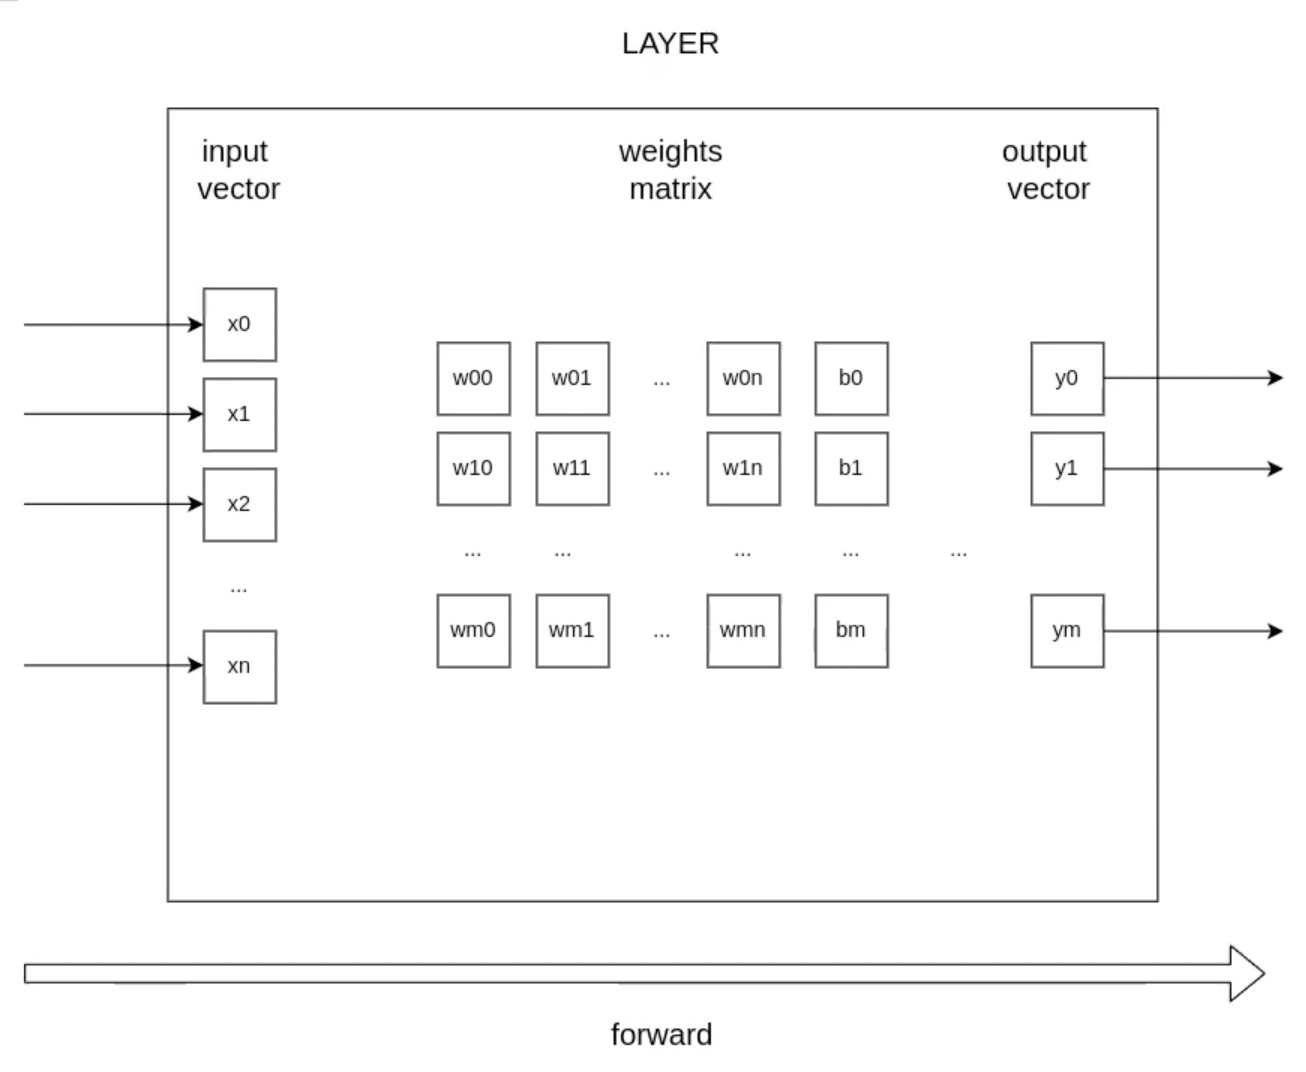 LAYER
input weights output
vector matrix vector
x0
w00 w01 ... w0n b0 y0
x1
w10 w11 ... w1n b1 y1
x2
... ... ... ... ...
...
wm0 wm1 ... wmn bm ym
xn
forward